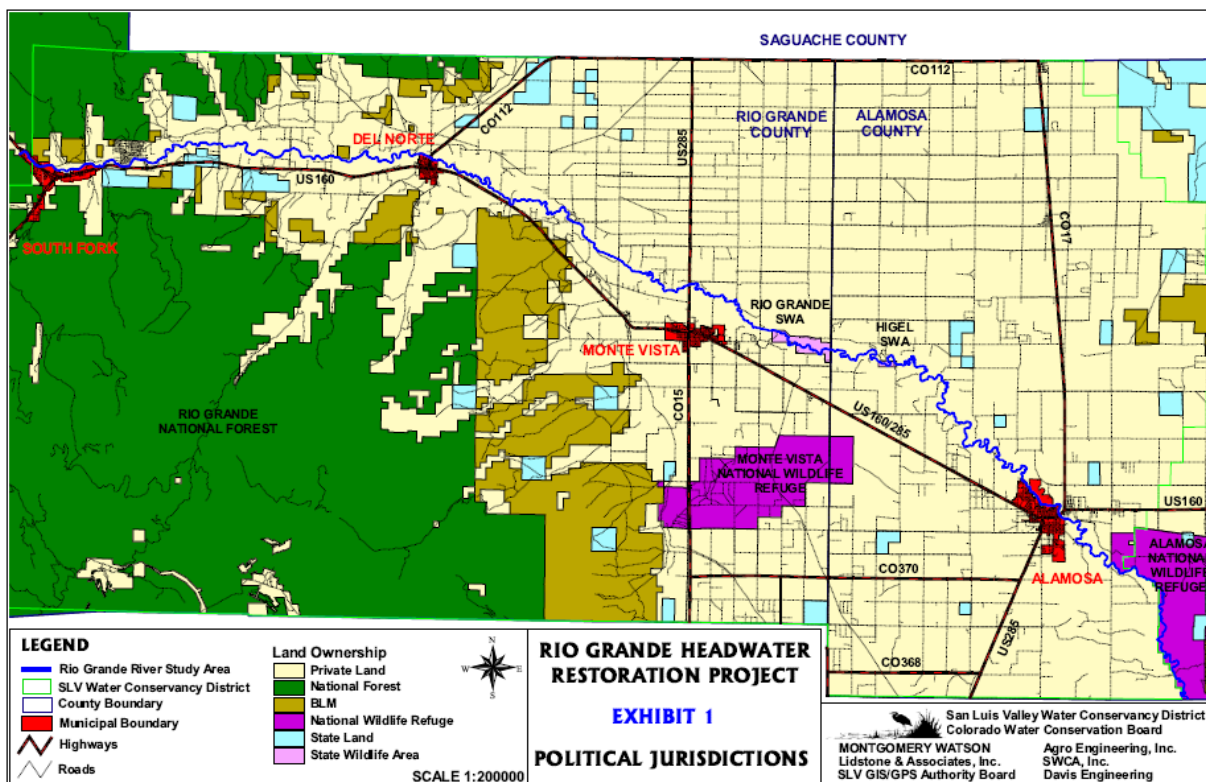 SAGUACHE COUNTY
CO112
DEL NORTE
CO112
US285
RIO GRANDE
COUNTY
ALAMOSA
COUNTY
US160
CO17
SOUTH FORK
RIO GRANDE
SWA
HIGEL
SWA
MONTE VISTA
RIO GRANDE
NATIONAL FOREST
CO15
US160/285
MONTE VISTA
NATIONAL WILDLIFE
REFUGE
US160
ALAMOSA
NATIONAL
WILDLIFE
REFUGE
CO370
ALAMOSA
US285
CO368
LEGEND
Rio Grande River Study Area
SLV Water Conservancy District
County Boundary
Municipal Boundary
Highways
Roads
Land Ownership
Private Land
National Forest
BLM
National Wildlife Refuge
State Land
State Wildlife Area
N
W
E
S
SCALE 1:200000
RIO GRANDE HEADWATER
RESTORATION PROJECT
EXHIBIT 1
POLITICAL JURISDICTIONS
San Luis Valley Water Conservancy District
Colorado Water Conservation Board
MONTGOMERY WATSON
Lidstone & Associates, Inc.
SLV GIS/GPS Authority Board
Agro Engineering, Inc.
SWCA, Inc.
Davis Engineering